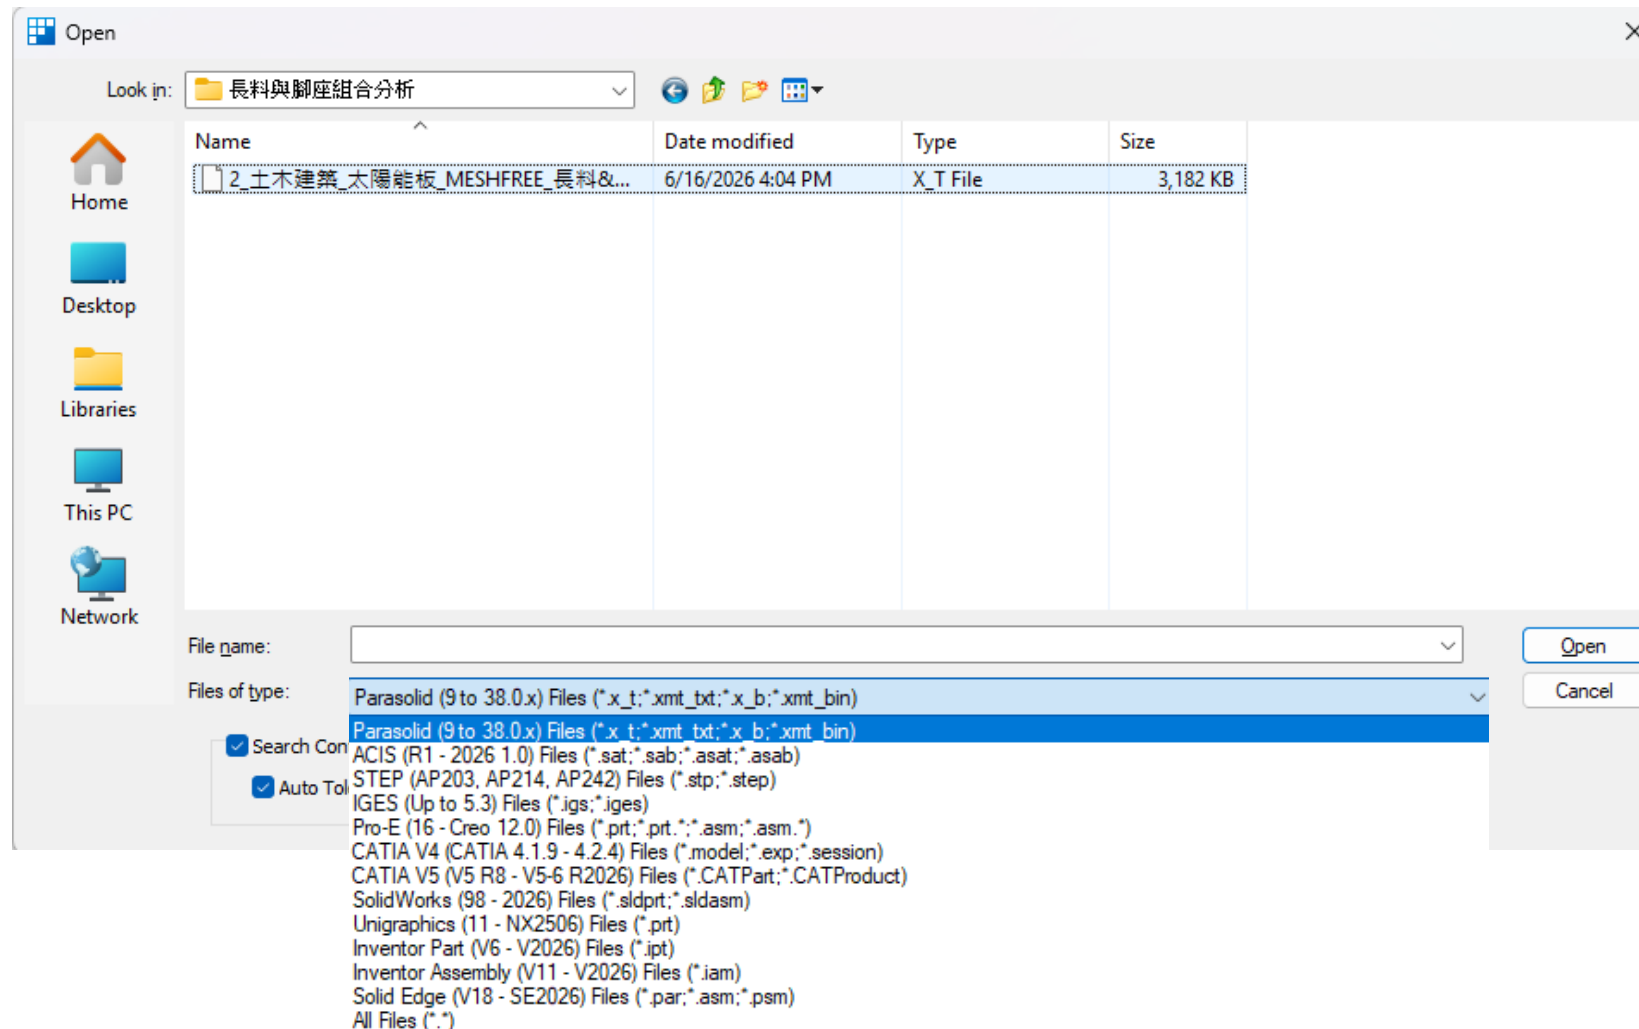 Open
Look in: 長料與腳座組合分析
Name Date modified Type Size
2_土木建築_太陽能板_MESHFREE_長料&... 6/16/2026 4:04 PM X_T File 3,182 KB
Home
Desktop
Libraries
This PC
Network
File name: Open
Files of type: Parasolid (9 to 38.0.x) Files (*.x_t;*.xmt_txt;*.x_b;*.xmt_bin) Cancel
Parasolid (9 to 38.0.x) Files (*.x_t;*.xmt_txt;*.x_b;*.xmt_bin)
Search Con
ACIS (R1 - 2026 1.0) Files (*.sat;*.sab;*.asat;*.asab)
STEP (AP203, AP214, AP242) Files (*.stp;*.step)
Auto Tol
IGES (Up to 5.3) Files (*.igs;*.iges)
Pro-E (16 - Creo 12.0) Files (*.prt;*.prt.*;*.asm;*.asm.*)
CATIA V4 (CATIA 4.1.9 - 4.2.4) Files (*.model;*.exp;*.session)
CATIA V5 (V5 R8 - V5-6 R2026) Files (*.CATPart;*.CATProduct)
SolidWorks (98 - 2026) Files (*.sldprt;*.sldasm)
Unigraphics (11 - NX2506) Files (*.prt)
Inventor Part (V6 - V2026) Files (*.ipt)
Inventor Assembly (V11 - V2026) Files (*.iam)
Solid Edge (V18 - SE2026) Files (*.par;*.asm;*.psm)
All Files (*.*)